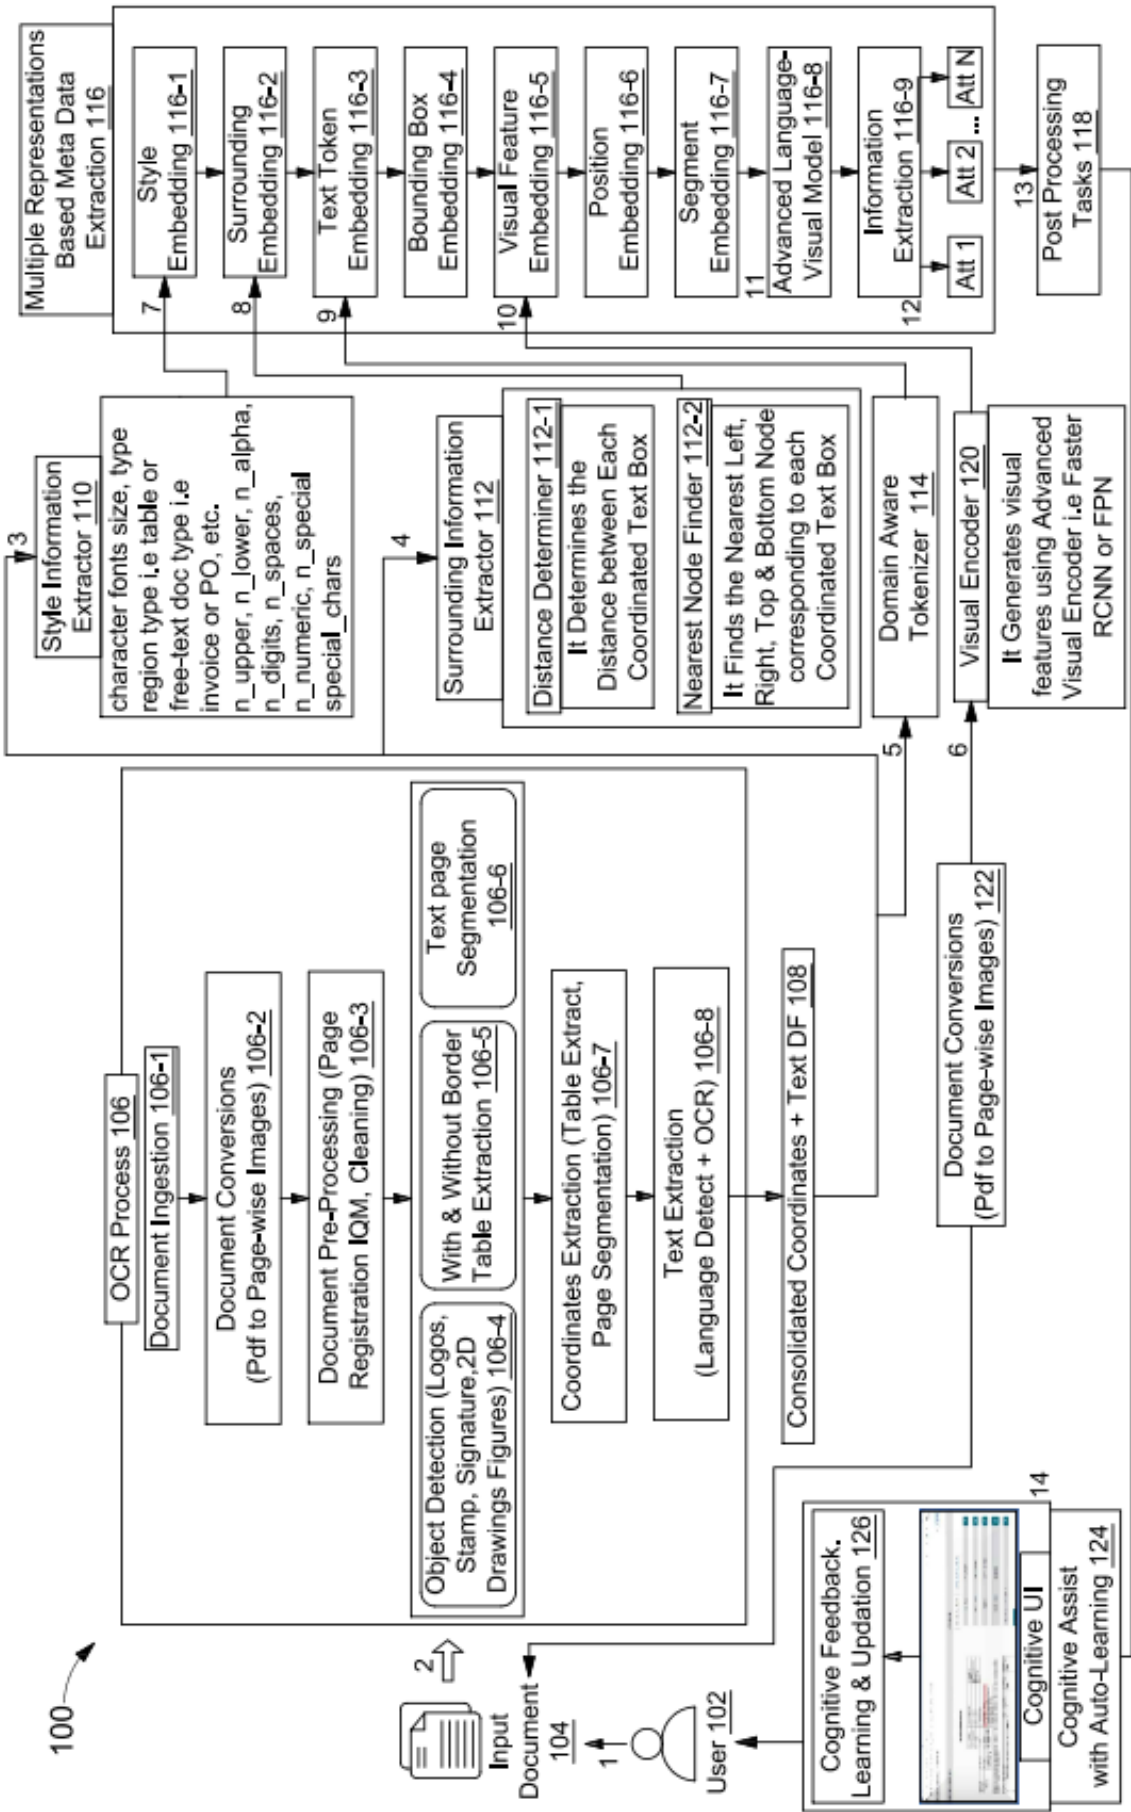 100
Input
Document
104
1
User 102
2
OCR Process 106
Document Ingestion 106-1
Document Conversions
(Pdf to Page-wise Images) 106-2
Document Pre-Processing (Page
Registration IQM, Cleaning) 106-3
Object Detection (Logos,
Stamp, Signature,2D
Drawings Figures) 106-4
With & Without Border
Table Extraction 106-5
Text page
Segmentation
106-6
Coordinates Extraction (Table Extract,
Page Segmentation) 106-7
Text Extraction
(Language Detect + OCR) 106-8
Consolidated Coordinates + Text DF 108
3
Style Information
Extractor 110
character fonts size, type
region type i.e table or
free-text doc type i.e
invoice or PO, etc.
n_upper, n_lower, n_alpha,
n_digits, n_spaces,
n_numeric, n_special
special_chars
4
Surrounding Information
Extractor 112
Distance Determiner 112-1
It Determines the
Distance between Each
Coordinated Text Box
Nearest Node Finder 112-2
It Finds the Nearest Left,
Right, Top & Bottom Node
corresponding to each
Coordinated Text Box
5
Domain Aware
Tokenizer 114
6
Visual Encoder 120
It Generates visual
features using Advanced
Visual Encoder i.e Faster
RCNN or FPN
Document Conversions
(Pdf to Page-wise Images) 122
Multiple Representations
Based Meta Data
Extraction 116
7
Style
Embedding 116-1
8
Surrounding
Embedding 116-2
9
Text Token
Embedding 116-3
Bounding Box
Embedding 116-4
10
Visual Feature
Embedding 116-5
Position
Embedding 116-6
Segment
Embedding 116-7
11
Advanced Language-
Visual Model 116-8
Information
Extraction 116-9
12
Att 1
Att 2
...
Att N
13
Post Processing
Tasks 118
14
Cognitive Feedback.
Learning & Updation 126
Cognitive UI
Cognitive Assist
with Auto-Learning 124